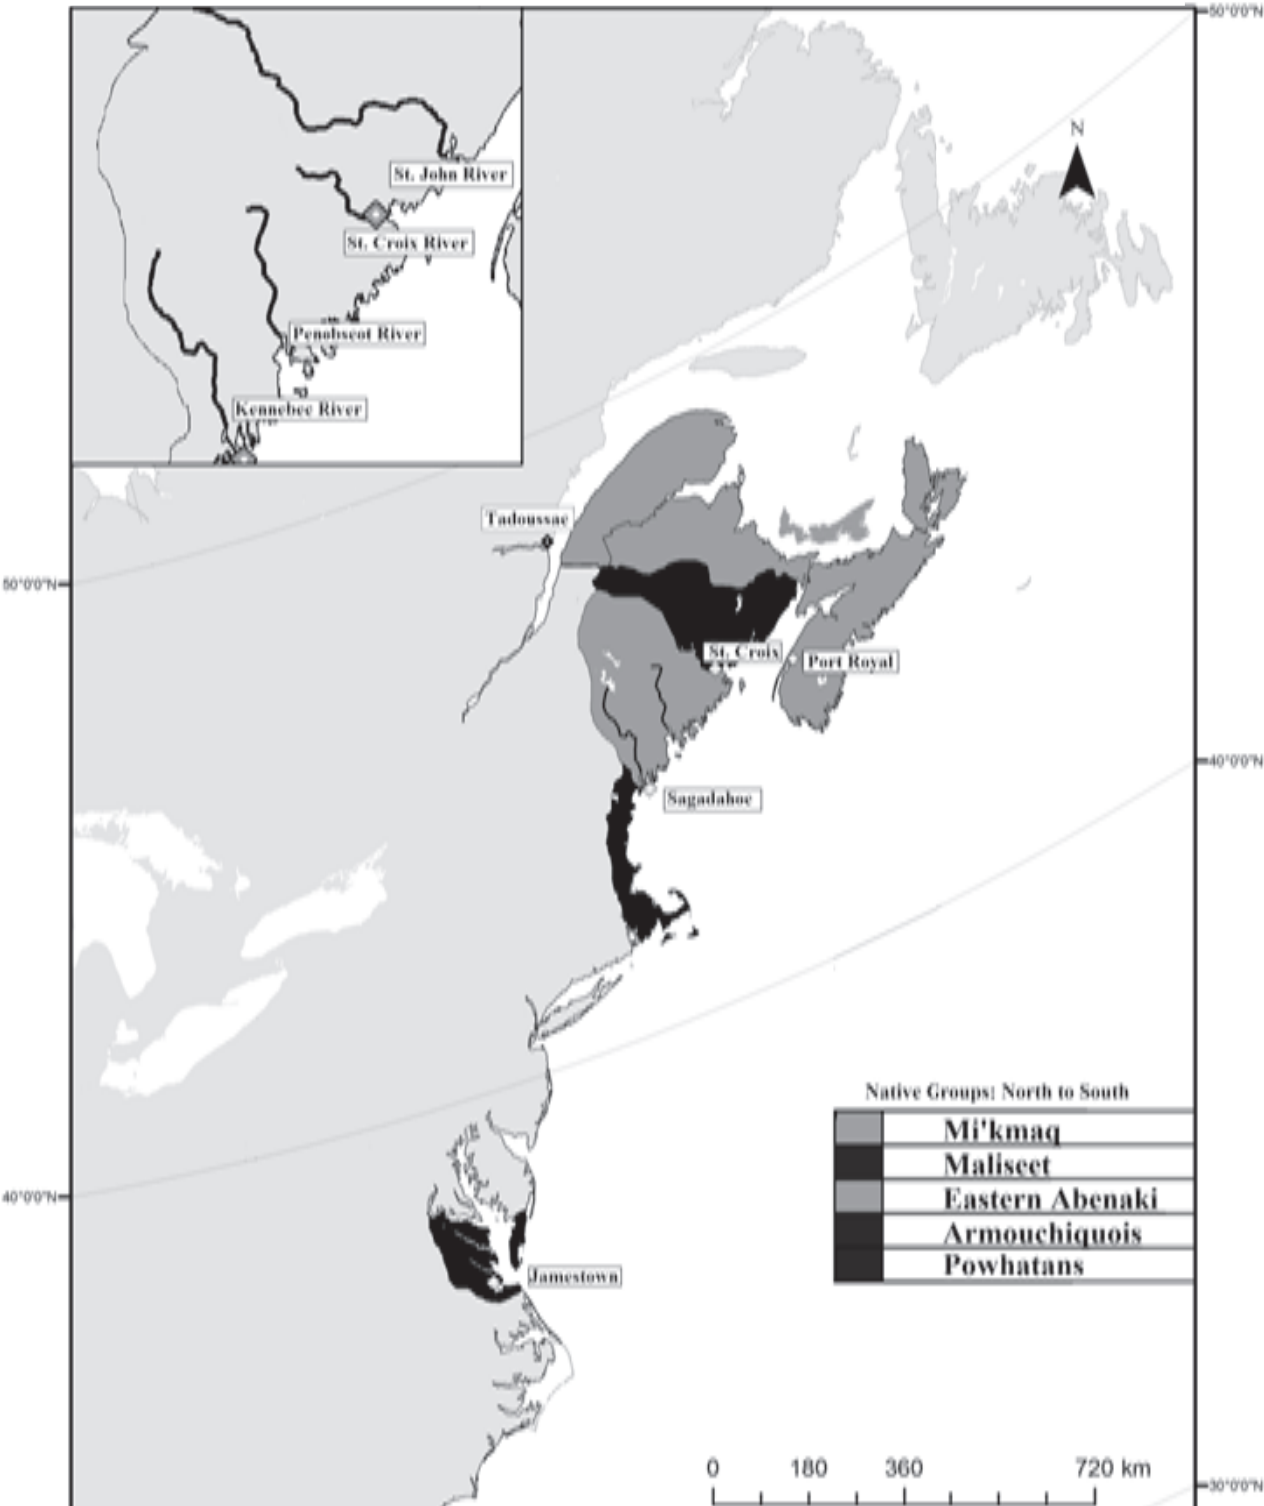 50°0'0"N
N
St. John River
St. Croix River
Penobscot River
Kennebec River
Tadoussac
50°0'0"N
St. Croix
Port Royal
40°0'0"N
Sagadahoc
Native Groups: North to South
Mi'kmaq
Maliseet
Eastern Abenaki
Armouchiquois
Powhatans
40°0'0"N
Jamestown
0 180 360 720 km
30°0'0"N